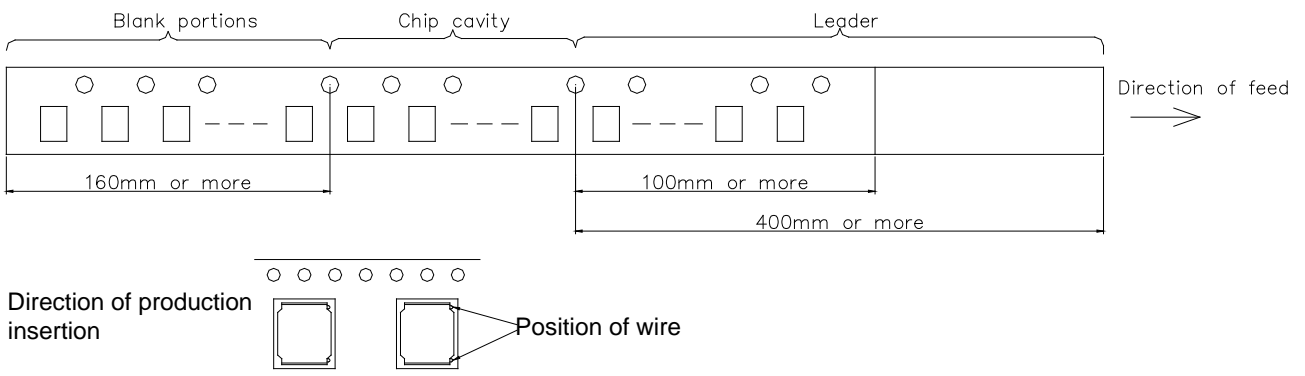 Blank portions
Chip cavity
Leader
Direction of feed
160mm or more
100mm or more
400mm or more
Direction of production
insertion
Position of wire